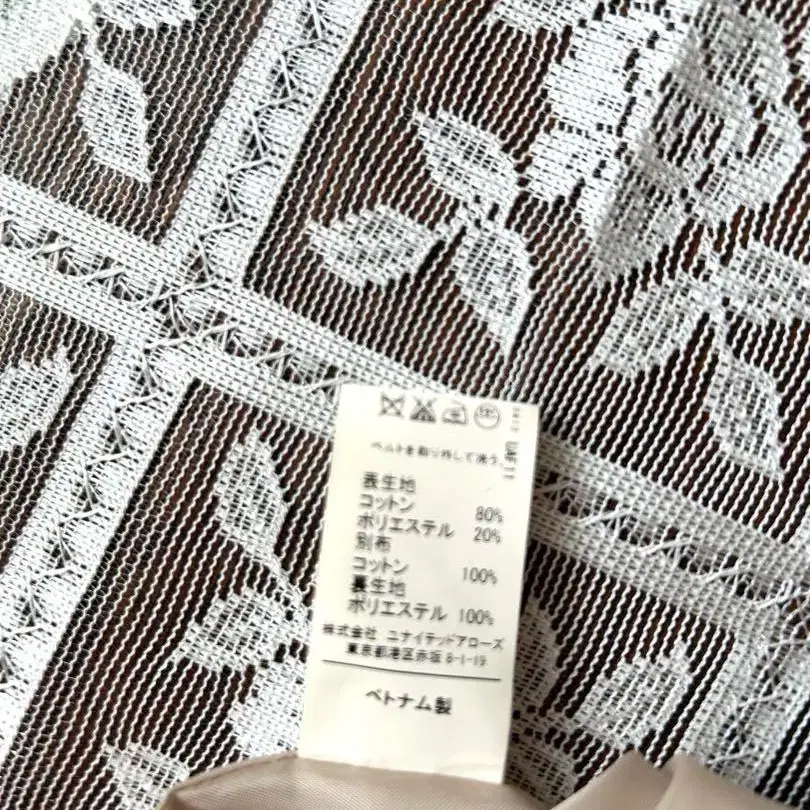 ベルトを取り外して洗う。
UAF11
表生地
コットン 80%
ポリエステル 20%
別布
コットン 100%
裏生地
ポリエステル 100%
株式会社 ユナイテッドアローズ
東京都港区赤坂 8-1-19
ベトナム製